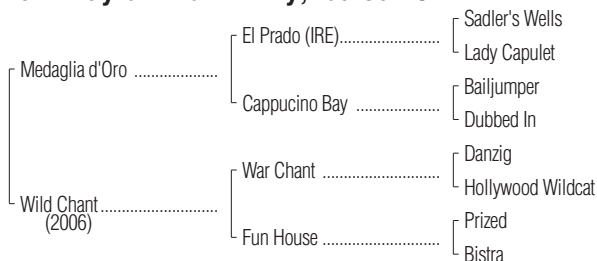 Sadler's Wells
El Prado (IRE)....................
Lady Capulet
Medaglia d'Oro ....................
Bailjumper
Cappucino Bay ....................
Dubbed In
Danzig
War Chant ............................
Hollywood Wildcat
Wild Chant............................
(2006)
Prized
Fun House ............................
Bistra